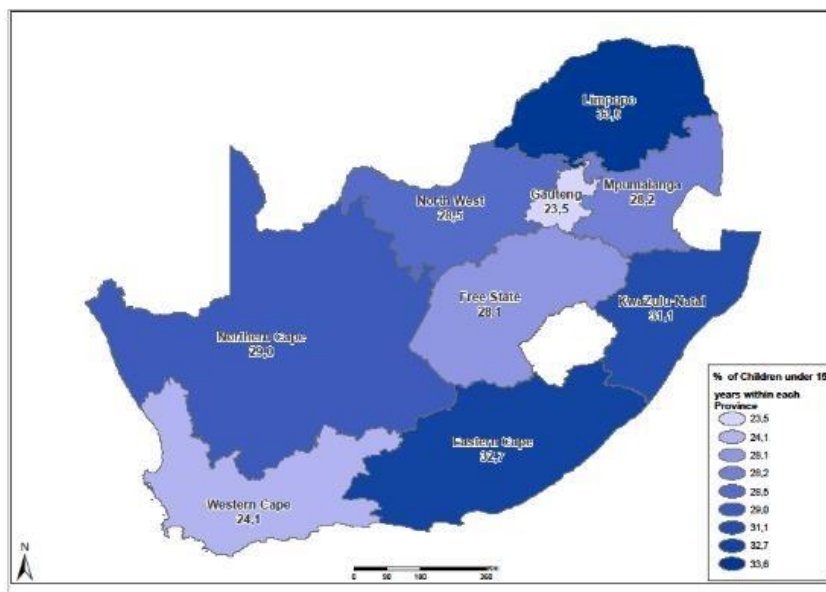 Limpopo
33,6
Mpumalanga
28,2
Gauteng
23,5
North West
28,5
Free State
28,1
KwaZulu-Natal
31,1
Northern Cape
29,0
Eastern Cape
32,7
Western Cape
24,1
% of Children under 15
years within each
Province
23,5
24,1
28,1
28,2
28,5
29,0
31,1
32,7
33,6
N
0
90
180
360